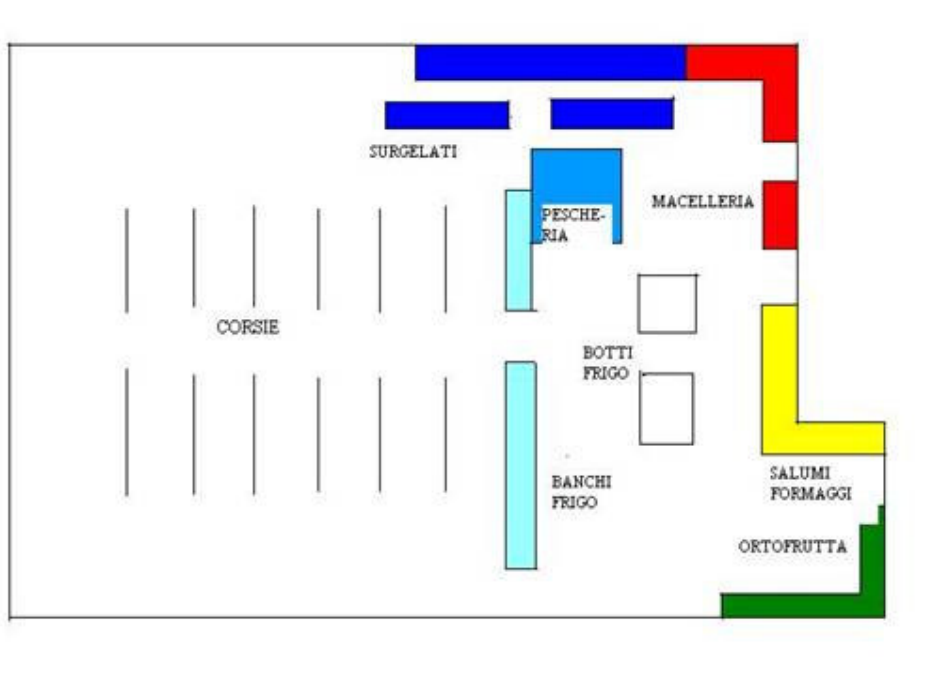 SURGELATI
PESCHE-
RIA
MACELLERIA
CORSIE
BOTTI
FRIGO
BANCHI
FRIGO
SALUMI
FORMAGGI
ORTOFRUTTA